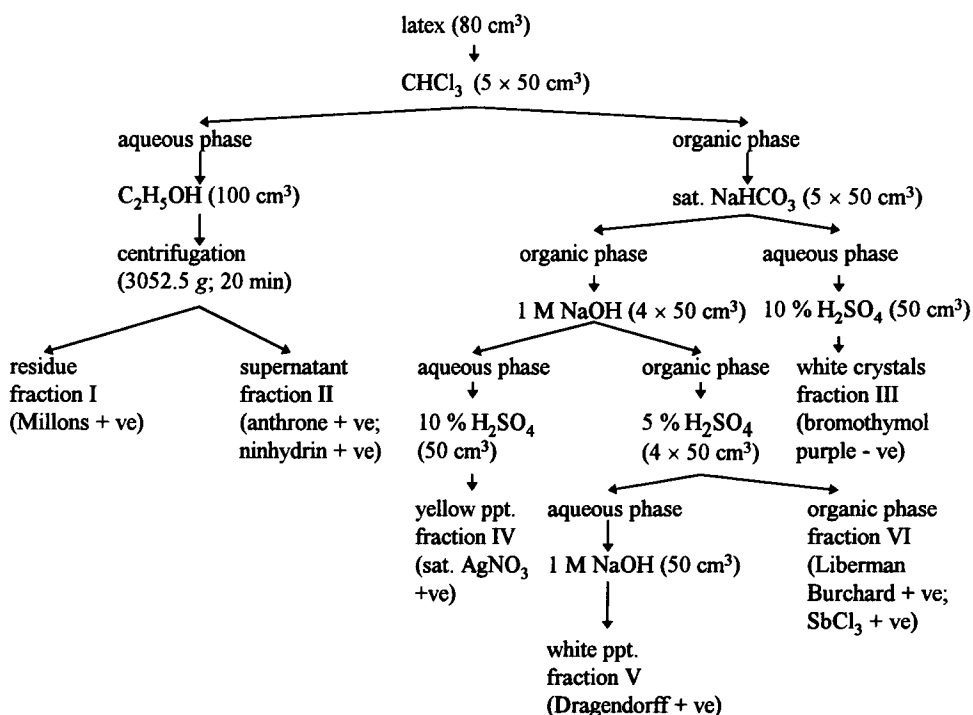 latex (80 cm³)
CHCl₃ (5 × 50 cm³)
aqueous phase
organic phase
C₂H₅OH (100 cm³)
sat. NaHCO₃ (5 × 50 cm³)
centrifugation
(3052.5 g; 20 min)
organic phase
aqueous phase
1 M NaOH (4 × 50 cm³)
10 % H₂SO₄ (50 cm³)
residue
fraction I
(Millons + ve)
supernatant
fraction II
(anthrone + ve;
ninhydrin + ve)
aqueous phase
10 % H₂SO₄
(50 cm³)
organic phase
5 % H₂SO₄
(4 × 50 cm³)
white crystals
fraction III
(bromothymol
purple - ve)
yellow ppt.
fraction IV
(sat. AgNO₃
+ve)
aqueous phase
1 M NaOH (50 cm³)
organic phase
fraction VI
(Liberman
Burchard + ve;
SbCl₃ + ve)
white ppt.
fraction V
(Dragendorff + ve)